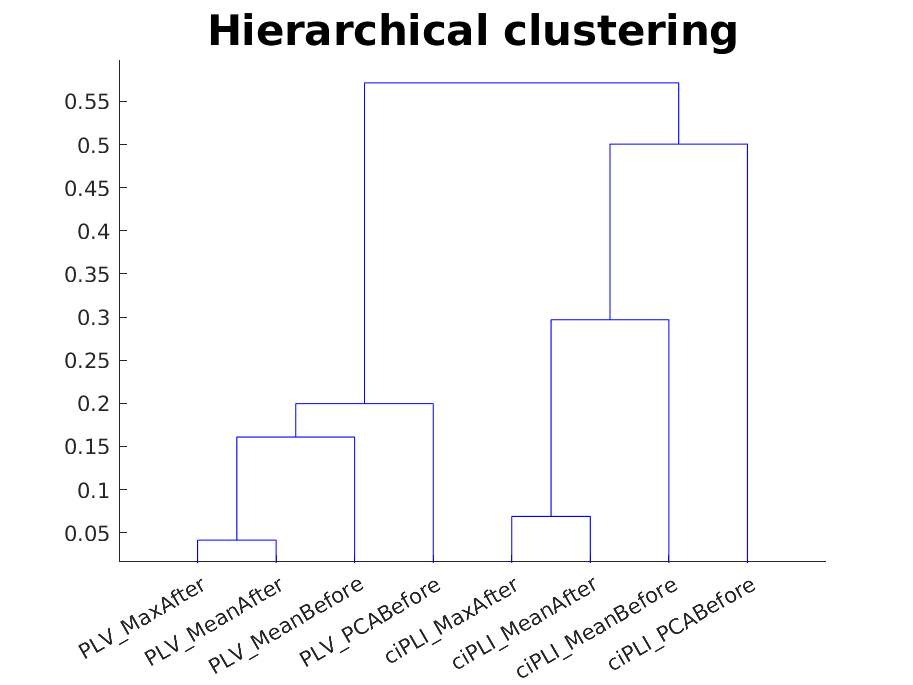 Hierarchical clustering
0.55
0.5
0.45
0.4
0.35
0.3
0.25
0.2
0.15
0.1
0.05
PLV_MaxAfter
PLV_MeanAfter
PLV_MeanBefore
PLV_PCABefore
ciPLI_MaxAfter
ciPLI_MeanAfter
ciPLI_MeanBefore
ciPLI_PCABefore